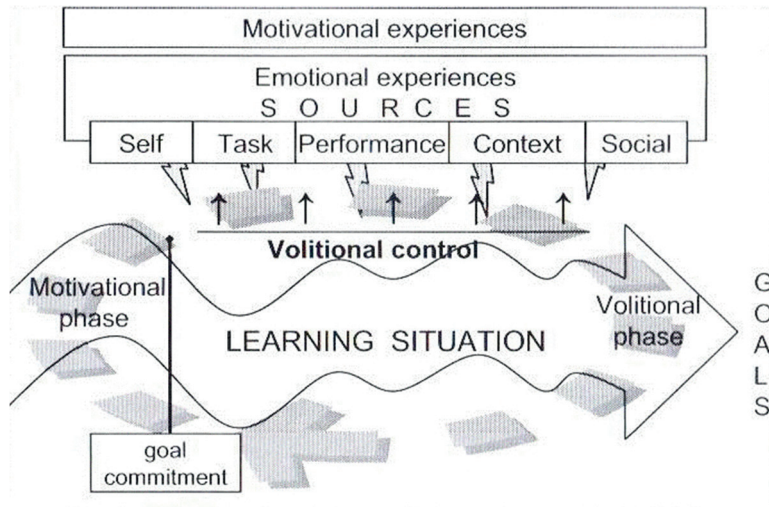 Motivational experiences
Emotional experiences
S O U R C E S
Self Task Performance Context Social
Volitional control
Motivational
phase
LEARNING SITUATION
Volitional
phase
G
O
A
L
S
goal
commitment